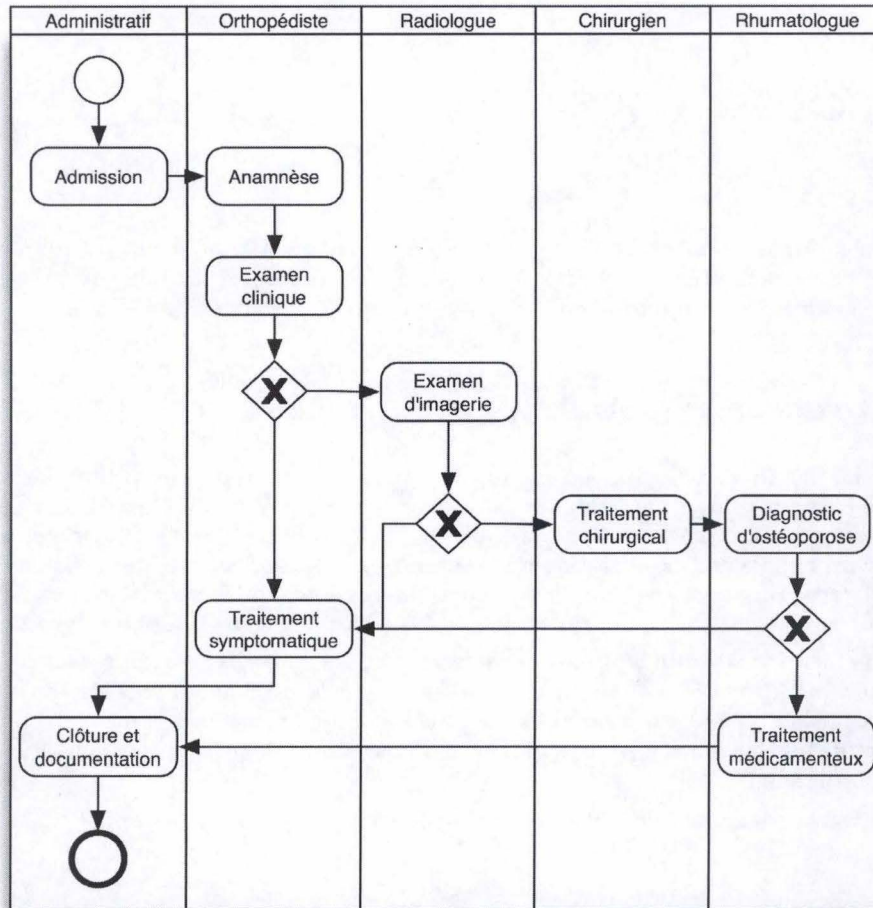 Administratif
Orthopédiste
Radiologue
Chirurgien
Rhumatologue
Admission
Anamnèse
Examen
clinique
X
Examen
d'imagerie
X
Traitement
chirurgical
Diagnostic
d'ostéoporose
Traitement
symptomatique
X
Clôture et
documentation
Traitement
médicamenteux